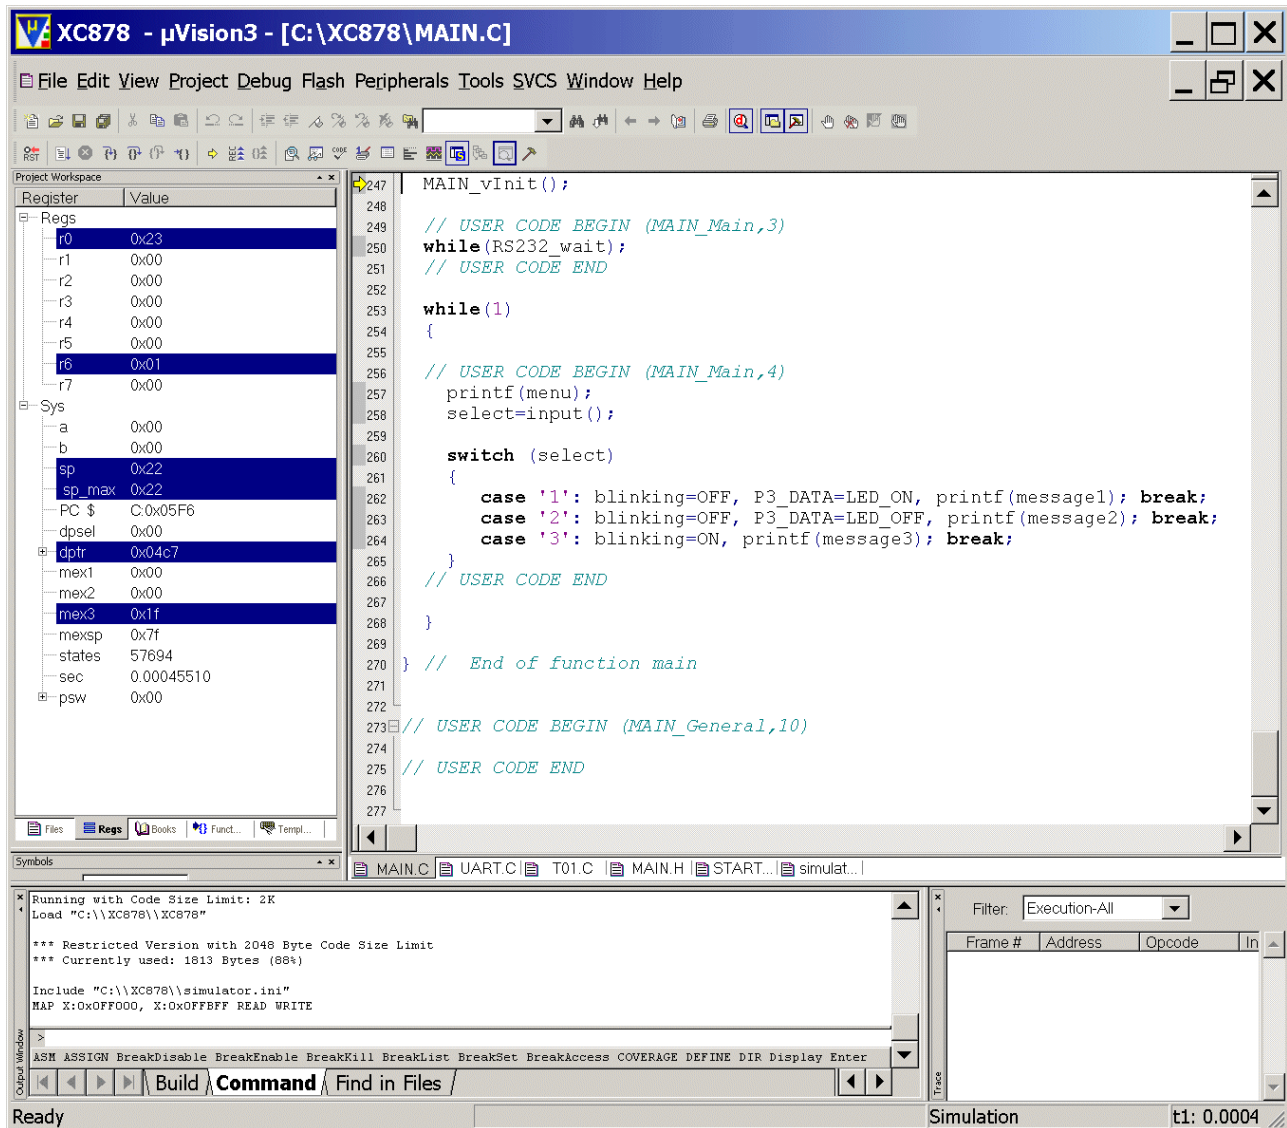 XC878 - µVision3 - [C:\XC878\MAIN.C]
File Edit View Project Debug Flash Peripherals Tools SVCS Window Help
RST
Project Workspace
Register Value
Regs
r0 0x23
r1 0x00
r2 0x00
r3 0x00
r4 0x00
r5 0x00
r6 0x01
r7 0x00
Sys
a 0x00
b 0x00
sp 0x22
sp_max 0x22
PC $ C:0x05F6
dpsel 0x00
dptr 0x04c7
mex1 0x00
mex2 0x00
mex3 0x1f
mexsp 0x7f
states 57694
sec 0.00045510
psw 0x00
Files Regs Books Funct... Templ...
Symbols
247 MAIN_vInit();
248
249 // USER CODE BEGIN (MAIN_Main,3)
250 while(RS232_wait);
251 // USER CODE END
252
253 while(1)
254 {
255
256 // USER CODE BEGIN (MAIN_Main,4)
257 printf(menu);
258 select=input();
259
260 switch (select)
261 {
262 case '1': blinking=OFF, P3_DATA=LED_ON, printf(message1); break;
263 case '2': blinking=OFF, P3_DATA=LED_OFF, printf(message2); break;
264 case '3': blinking=ON, printf(message3); break;
265 }
266 // USER CODE END
267
268 }
269
270 } // End of function main
271
272
273 // USER CODE BEGIN (MAIN_General,10)
274
275 // USER CODE END
276
277
MAIN.C UART.C T01.C MAIN.H START... simulat...
Output Window
Running with Code Size Limit: 2K
Load "C:\\XC878\\XC878"
*** Restricted Version with 2048 Byte Code Size Limit
*** Currently used: 1813 Bytes (88%)
Include "C:\\XC878\\simulator.ini"
MAP X:0x0FF000, X:0x0FFBFF READ WRITE
>
ASM ASSIGN BreakDisable BreakEnable BreakKill BreakList BreakSet BreakAccess COVERAGE DEFINE DIR Display Enter
Build Command Find in Files
Trace
Filter: Execution-All
Frame # Address Opcode In
Ready Simulation t1: 0.0004